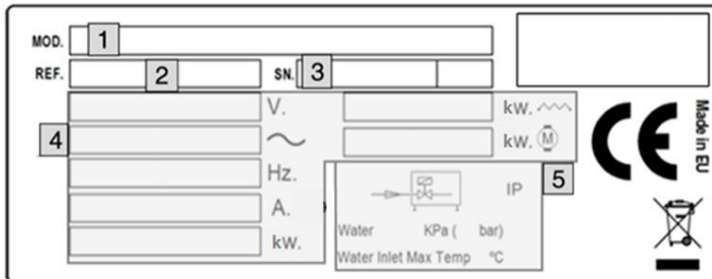 MOD. 1
REF. 2 SN. 3
V. kW.
4 kW. M
Hz.
A.
kW.
5
IP
Water KPa ( bar)
Water Inlet Max Temp ºC
CE
Made in EU